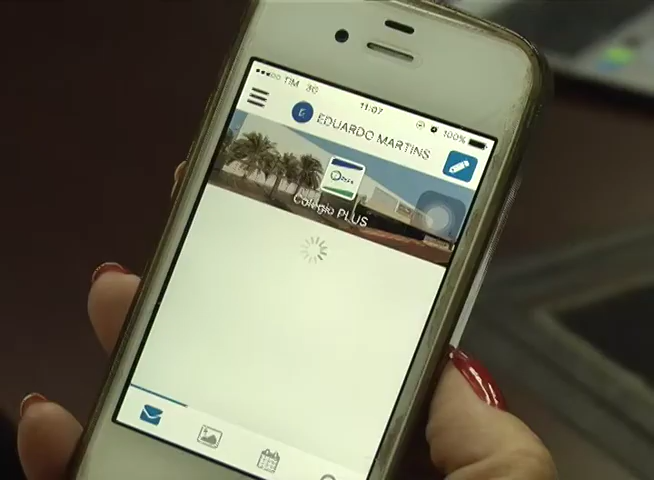 TIM 3G
11:07
100%
EDUARDO MARTINS
Colégio PLUS